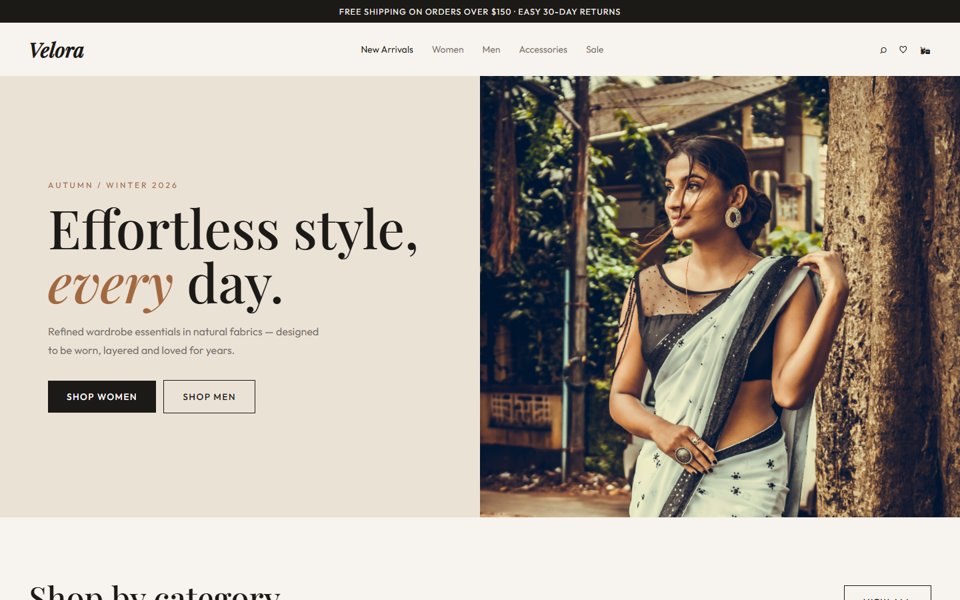 FREE SHIPPING ON ORDERS OVER $150 · EASY 30-DAY RETURNS
Velora
New Arrivals Women Men Accessories Sale
AUTUMN / WINTER 2026
Effortless style,
every day.
Refined wardrobe essentials in natural fabrics — designed
to be worn, layered and loved for years.
SHOP WOMEN SHOP MEN
Shop by category